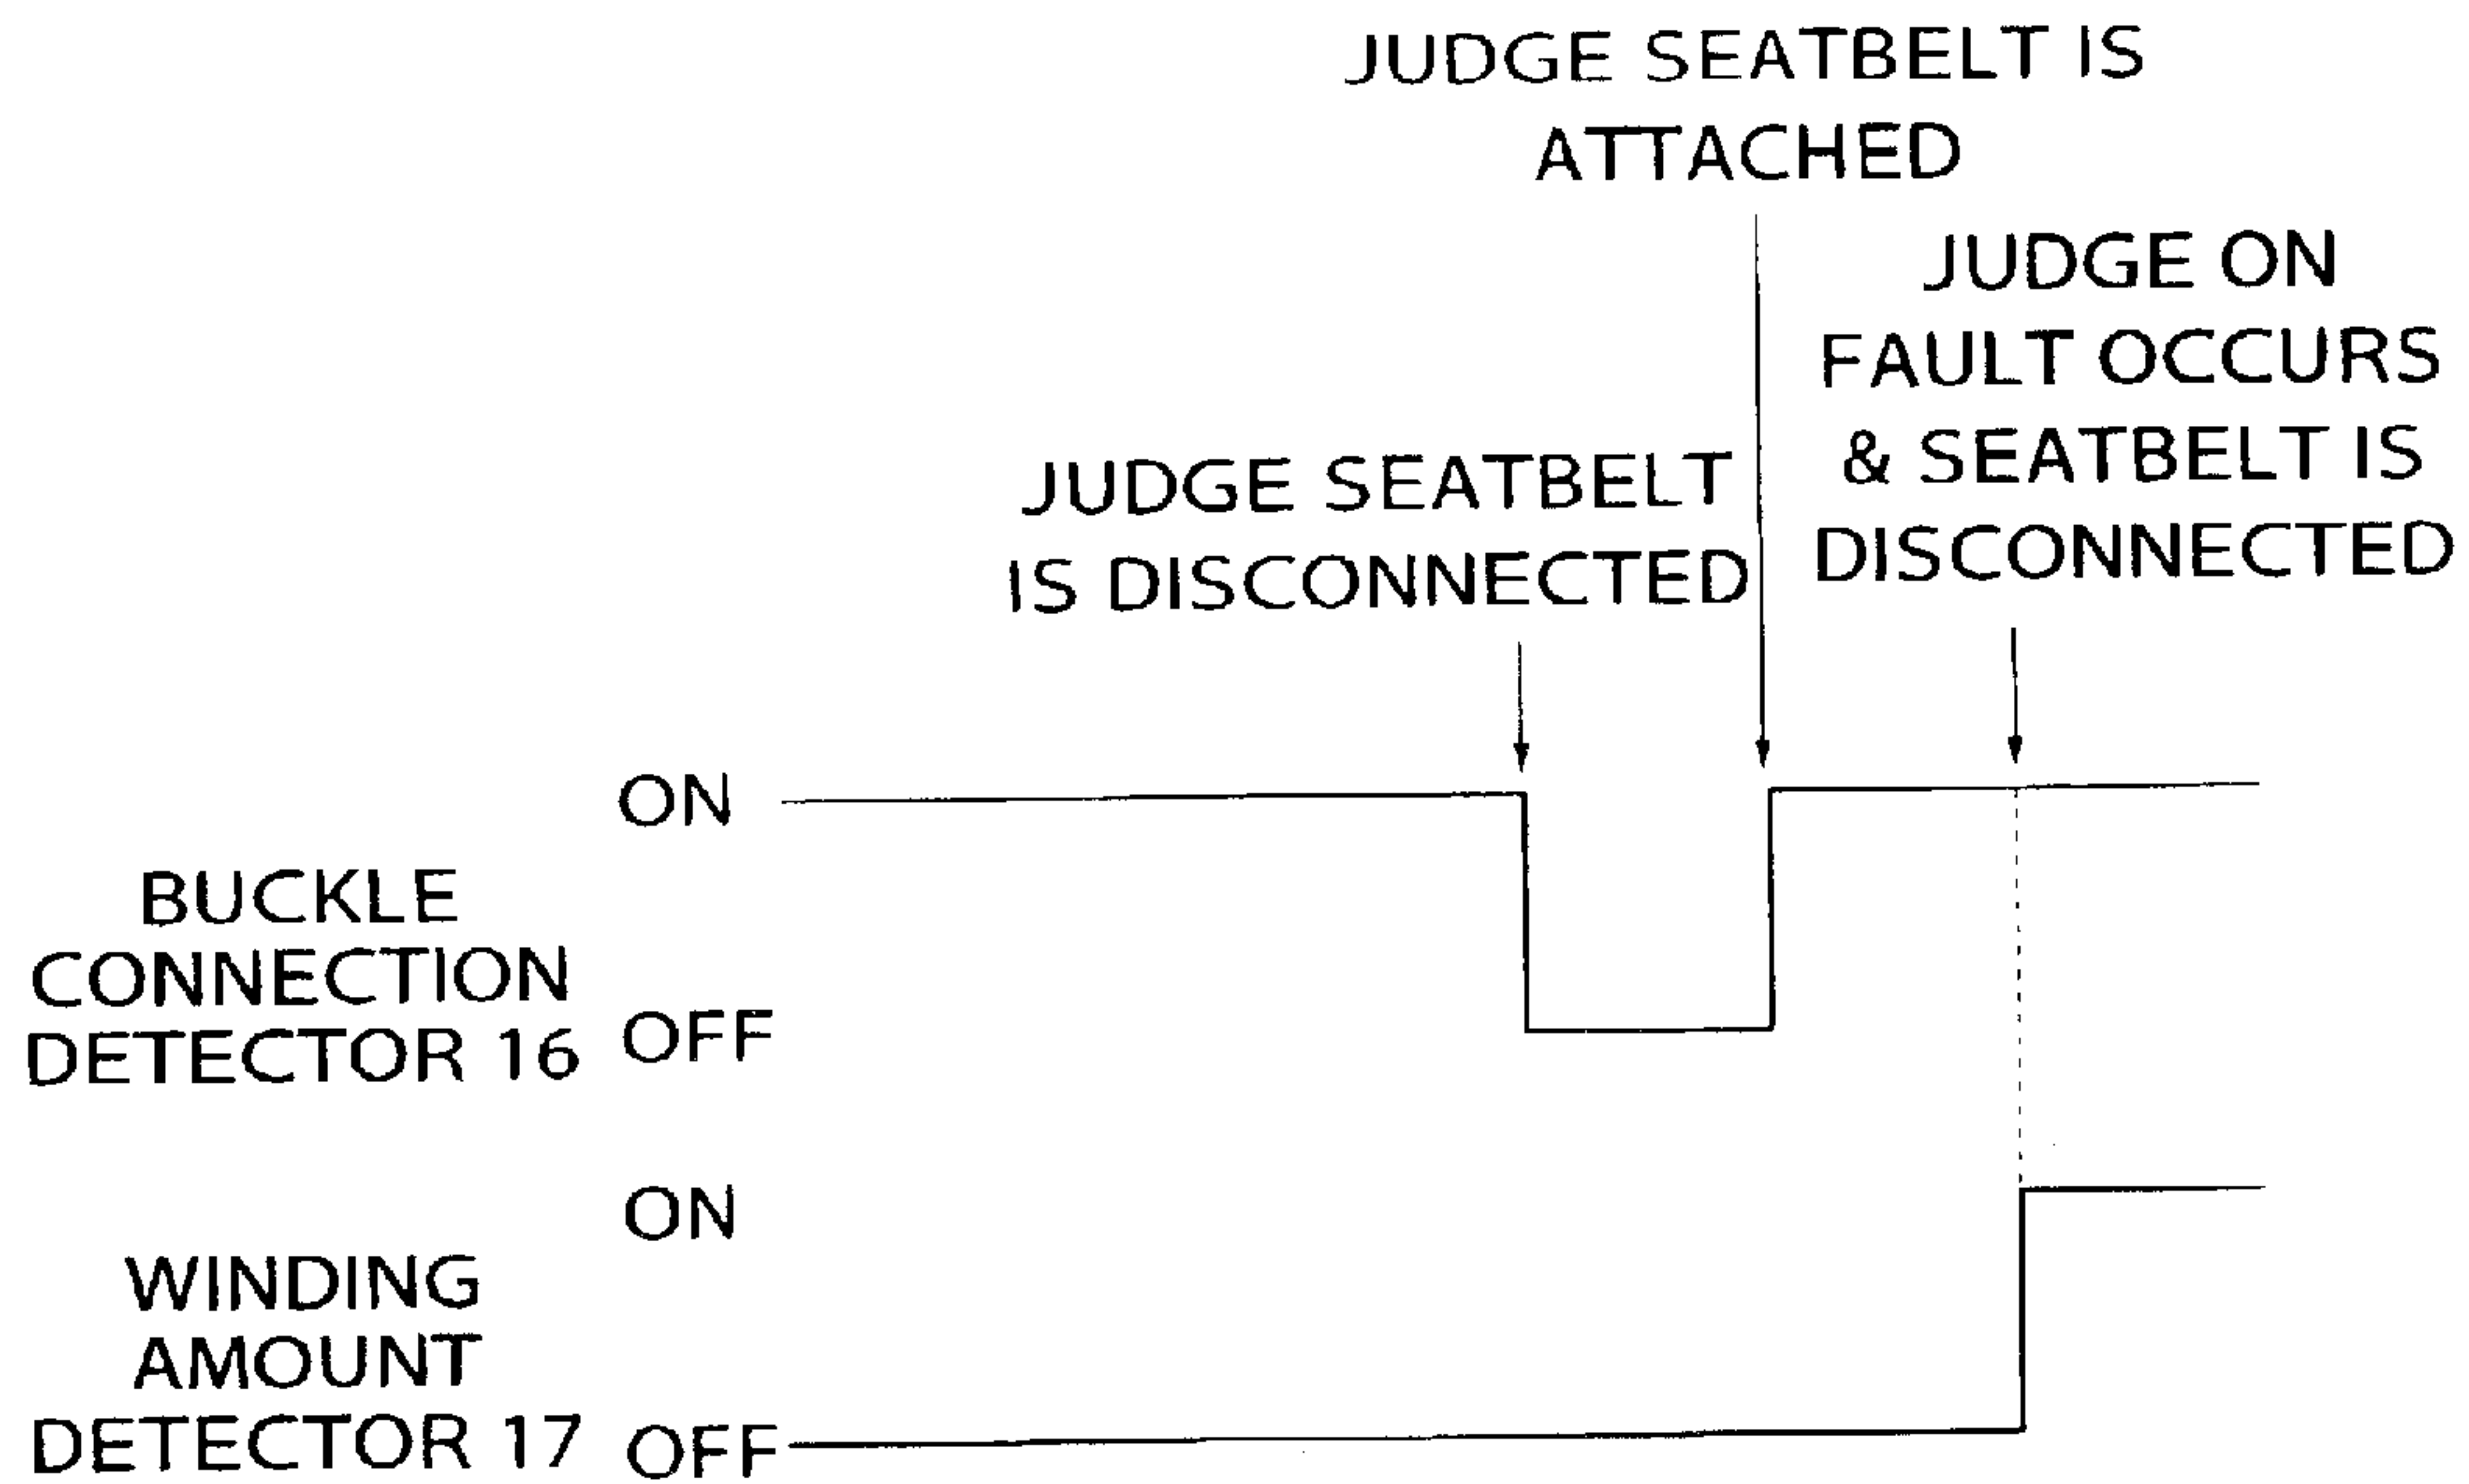 JUDGE SEATBELT IS
ATTACHED
JUDGE ON
FAULT OCCURS
& SEATBELT IS
DISCONNECTED
JUDGE SEATBELT
IS DISCONNECTED
ON
BUCKLE
CONNECTION
DETECTOR 16
OFF
ON
WINDING
AMOUNT
DETECTOR 17
OFF